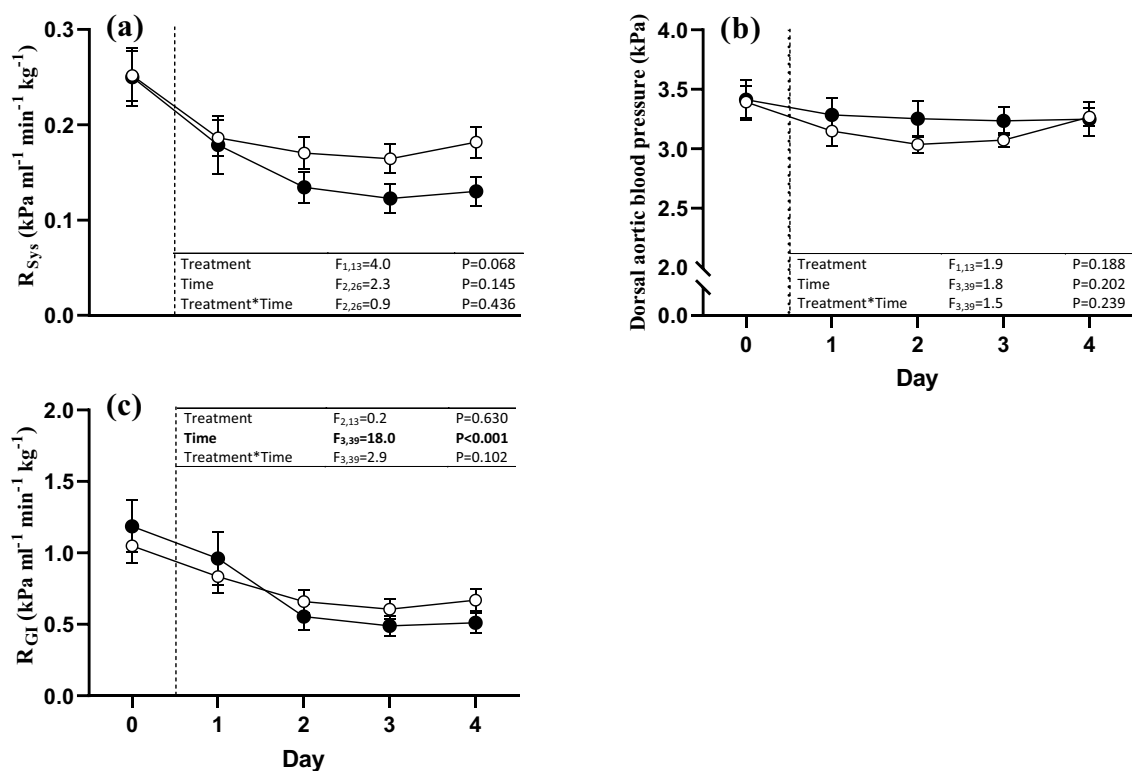 (a)
0.3
0.2
0.1
0.0
R_Sys (kPa ml⁻¹ min⁻¹ kg⁻¹)
Treatment F₁,₁₃=4.0 P=0.068
Time F₂,₂₆=2.3 P=0.145
Treatment*Time F₂,₂₆=0.9 P=0.436
(b)
4.0
3.5
3.0
2.5
2.0
0.0
Dorsal aortic blood pressure (kPa)
Treatment F₁,₁₃=1.9 P=0.188
Time F₃,₃₉=1.8 P=0.202
Treatment*Time F₃,₃₉=1.5 P=0.239
0 1 2 3 4
Day
(c)
2.0
1.5
1.0
0.5
0.0
R_GI (kPa ml⁻¹ min⁻¹ kg⁻¹)
Treatment F₂,₁₃=0.2 P=0.630
Time F₃,₃₉=18.0 P<0.001
Treatment*Time F₃,₃₉=2.9 P=0.102
0 1 2 3 4
Day